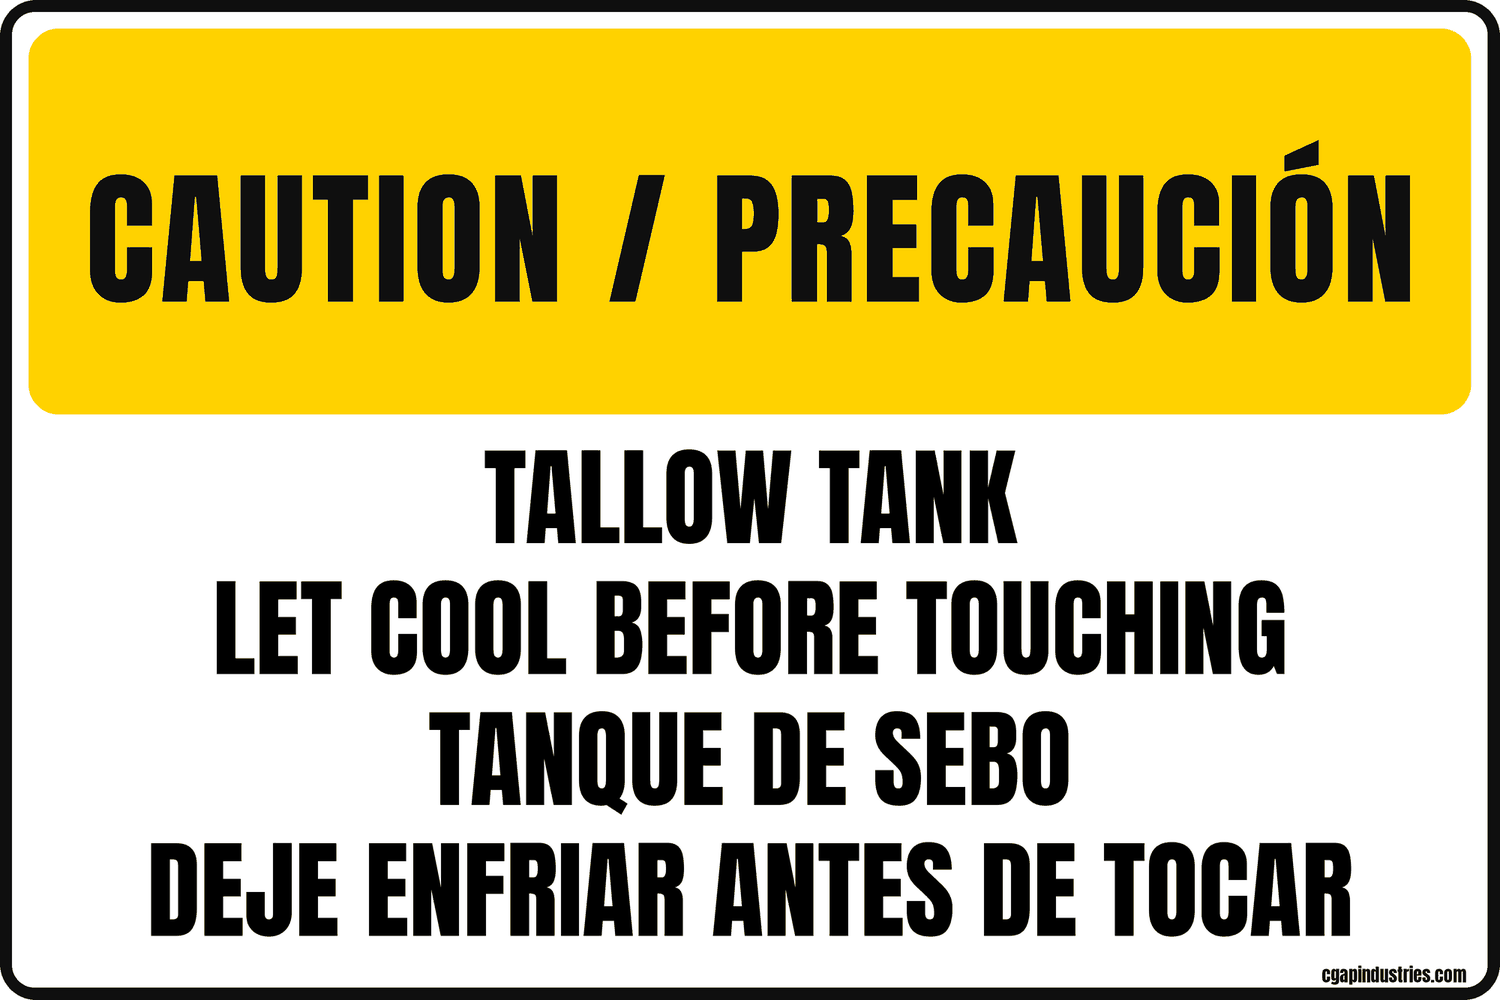 CAUTION / PRECAUCIÓN
TALLOW TANK
LET COOL BEFORE TOUCHING
TANQUE DE SEBO
DEJE ENFRIAR ANTES DE TOCAR
cgapindustries.com